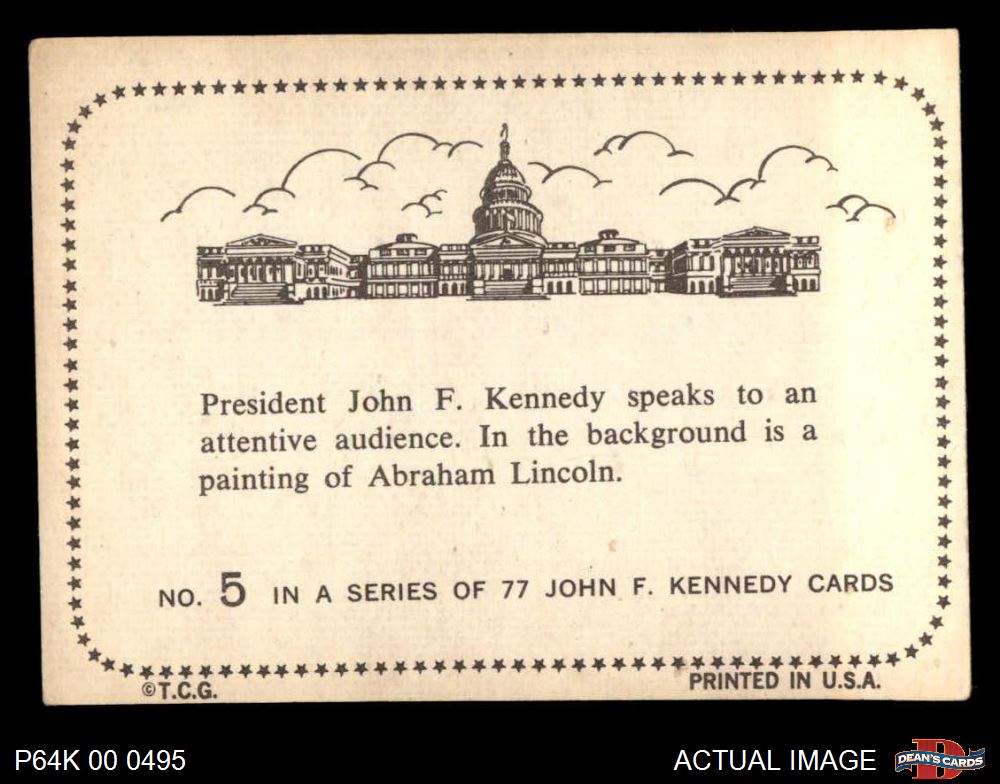 President John F. Kennedy speaks to an
attentive audience. In the background is a
painting of Abraham Lincoln.
NO. 5 IN A SERIES OF 77 JOHN F. KENNEDY CARDS
©T.C.G.
PRINTED IN U.S.A.
P64K 00 0495
ACTUAL IMAGE
D
DEAN'S CARDS